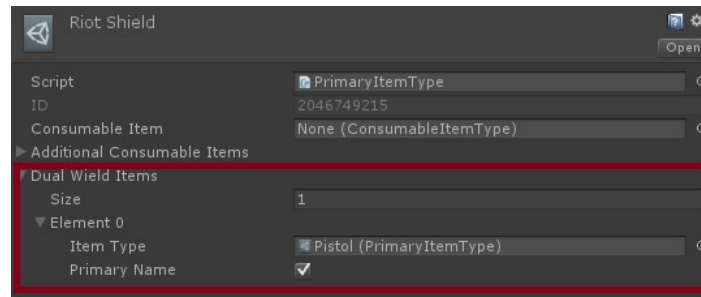 Riot Shield
Open
Script PrimaryItemType
ID 2046749215
Consumable Item None (ConsumableItemType)
Additional Consumable Items
Dual Wield Items
Size 1
Element 0
Item Type Pistol (PrimaryItemType)
Primary Name